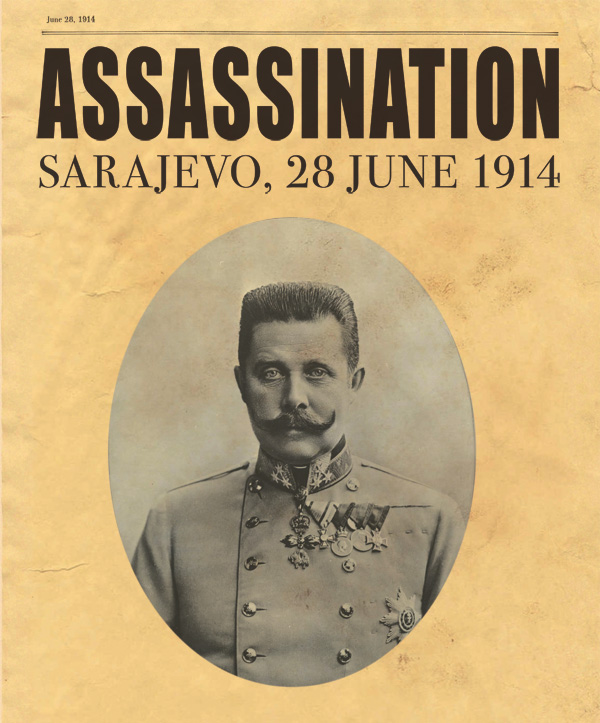 June 28, 1914
ASSASSINATION
SARAJEVO, 28 JUNE 1914